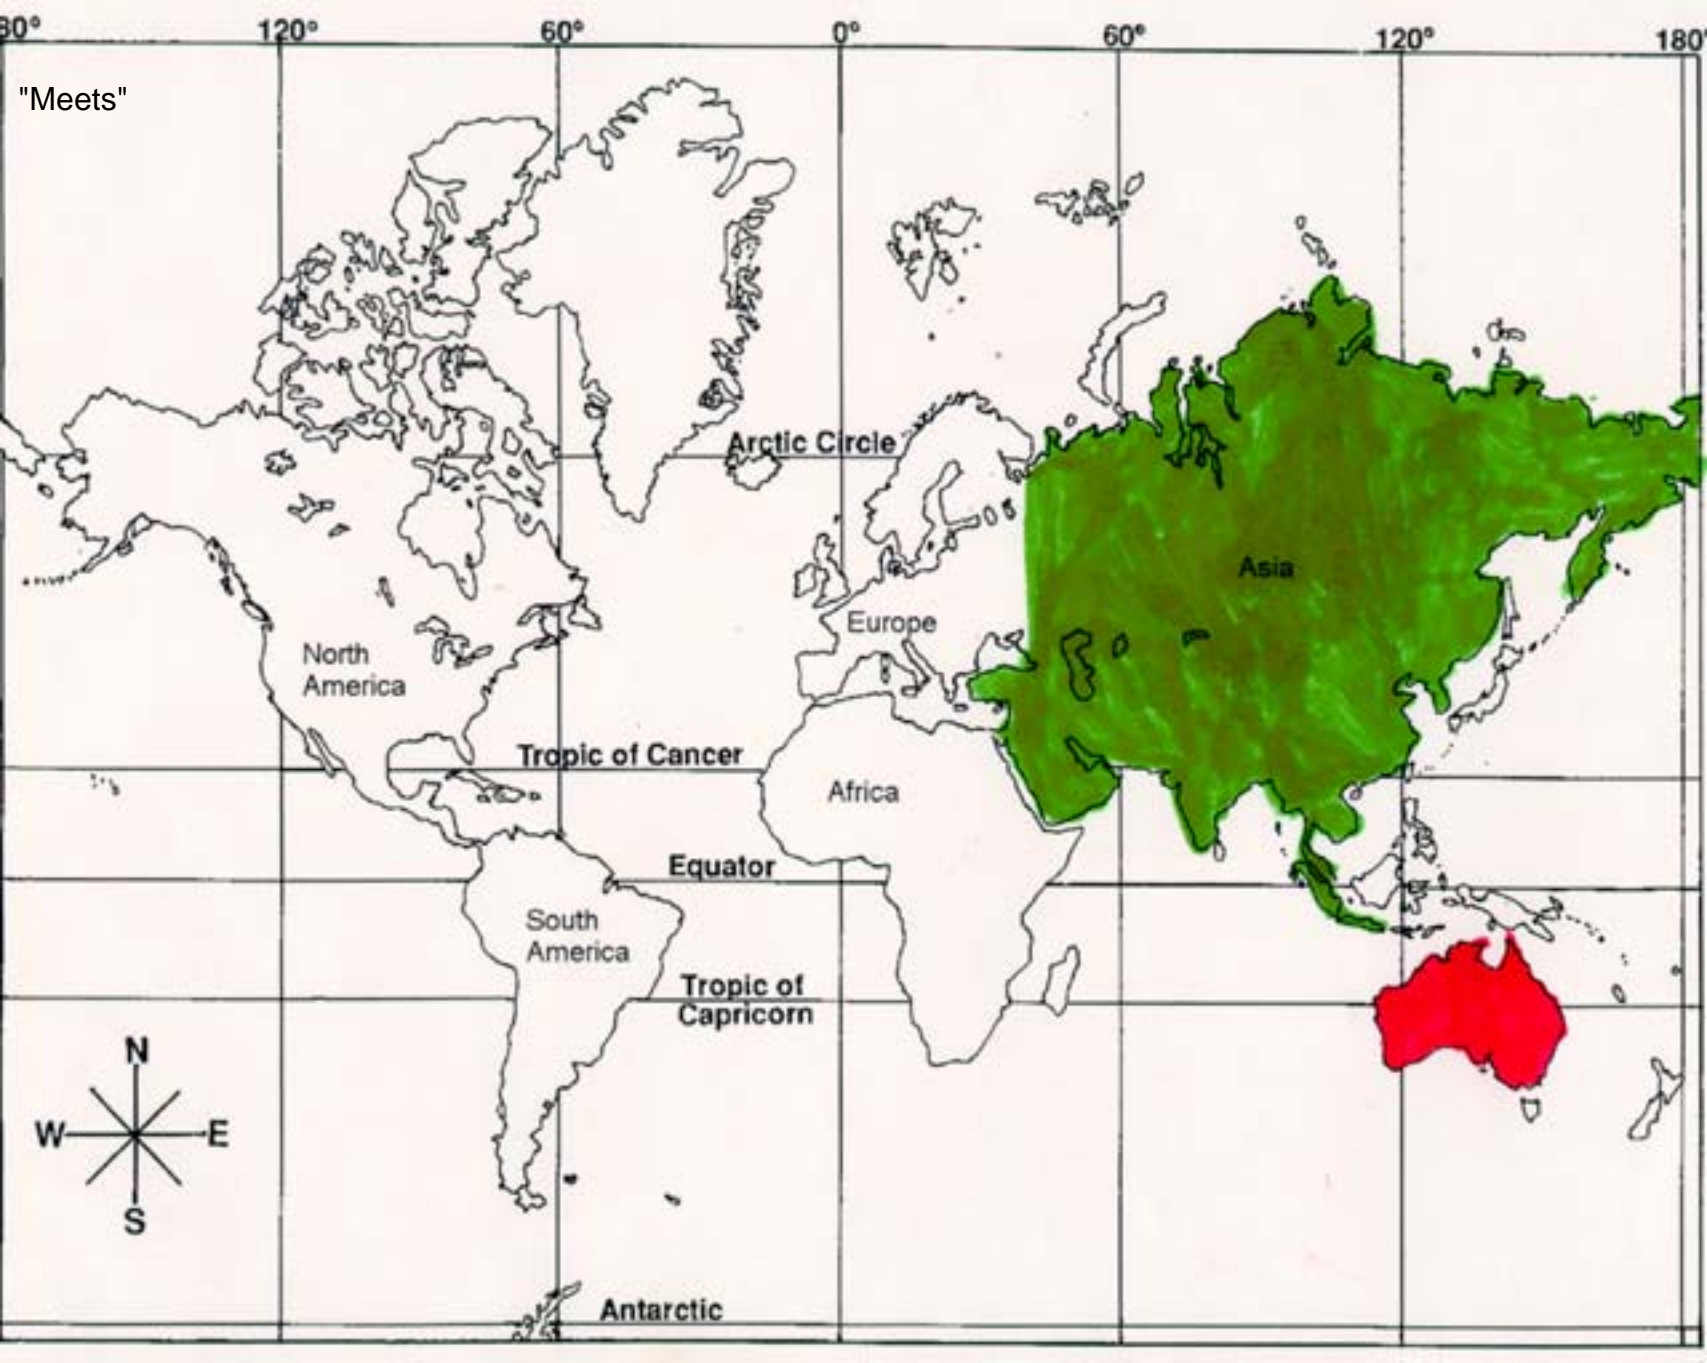 80° 120° 60° 0° 60° 120° 180°
"Meets"
Arctic Circle
Asia
Europe
North
America
Tropic of Cancer
Africa
Equator
South
America
Tropic of
Capricorn
N
W E
S
Antarctic